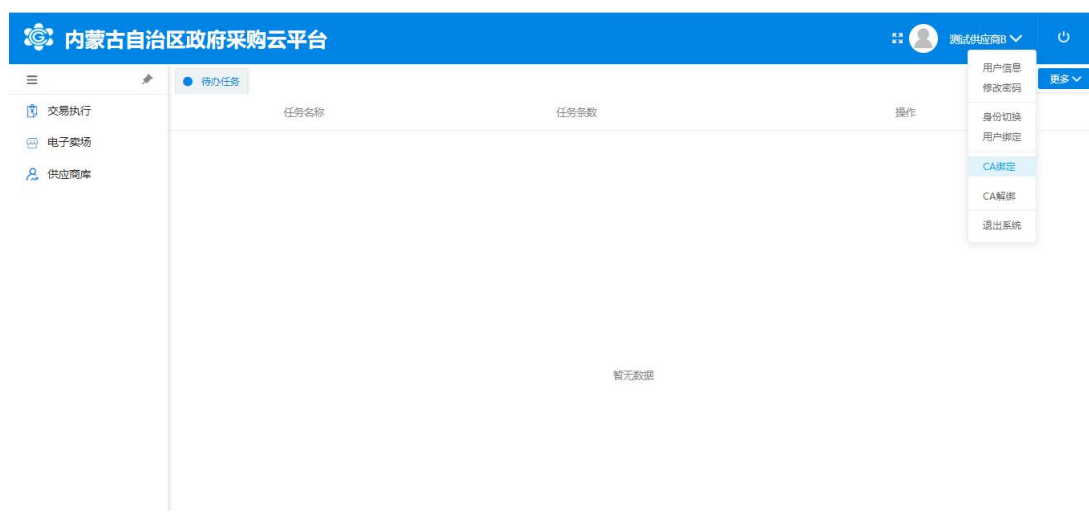 内蒙古自治区政府采购云平台
测试供应商B
待办任务
更多
交易执行
电子卖场
供应商库
任务名称 任务条数 操作
暂无数据
用户信息
修改密码
身份切换
用户绑定
CA绑定
CA解绑
退出系统